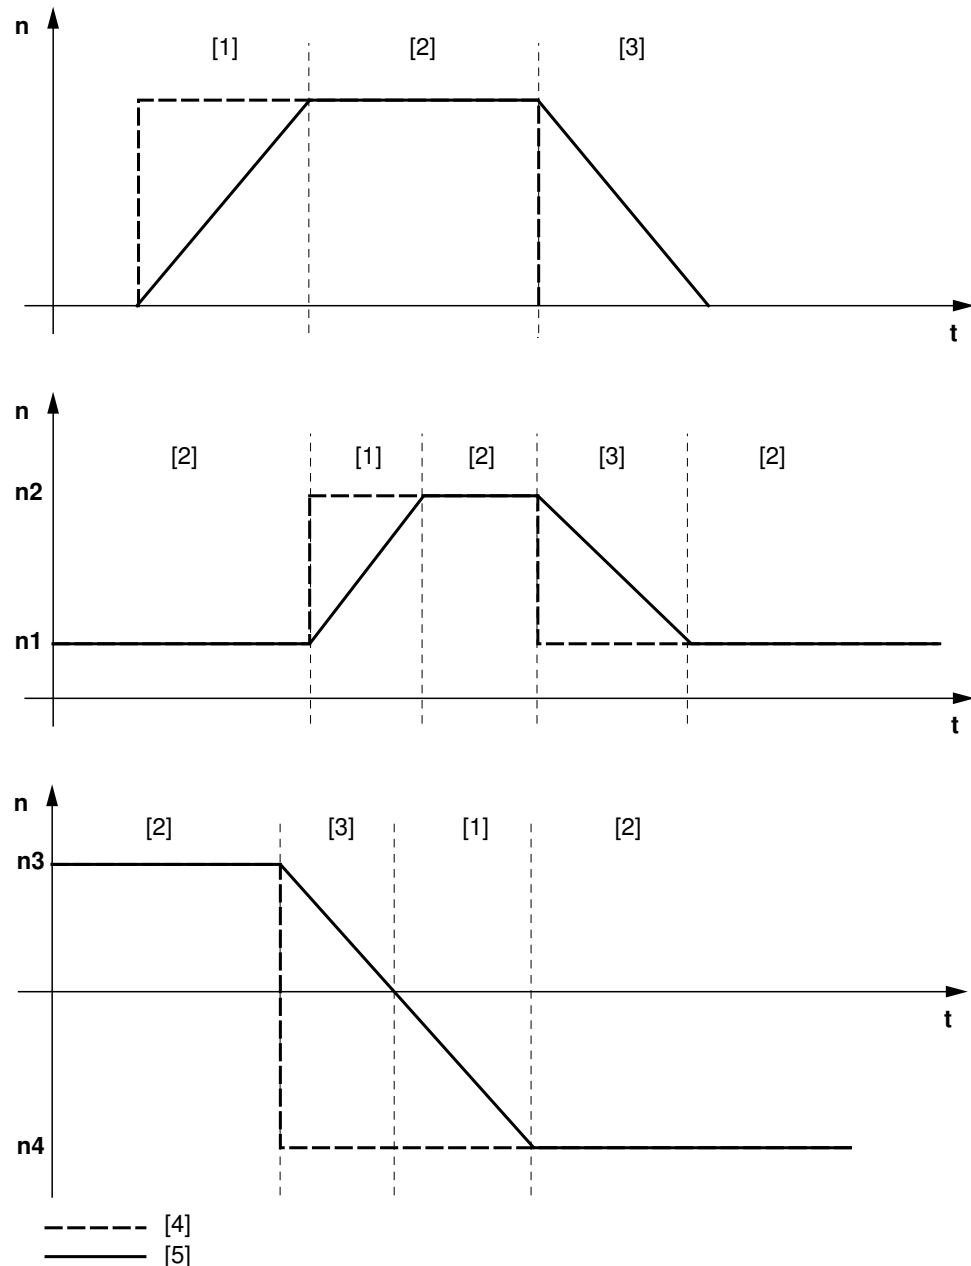 n
[1] [2] [3]
t
n
[2] [1] [2] [3] [2]
n2
n1
t
n
[2] [3] [1] [2]
n3
t
n4
[4]
[5]